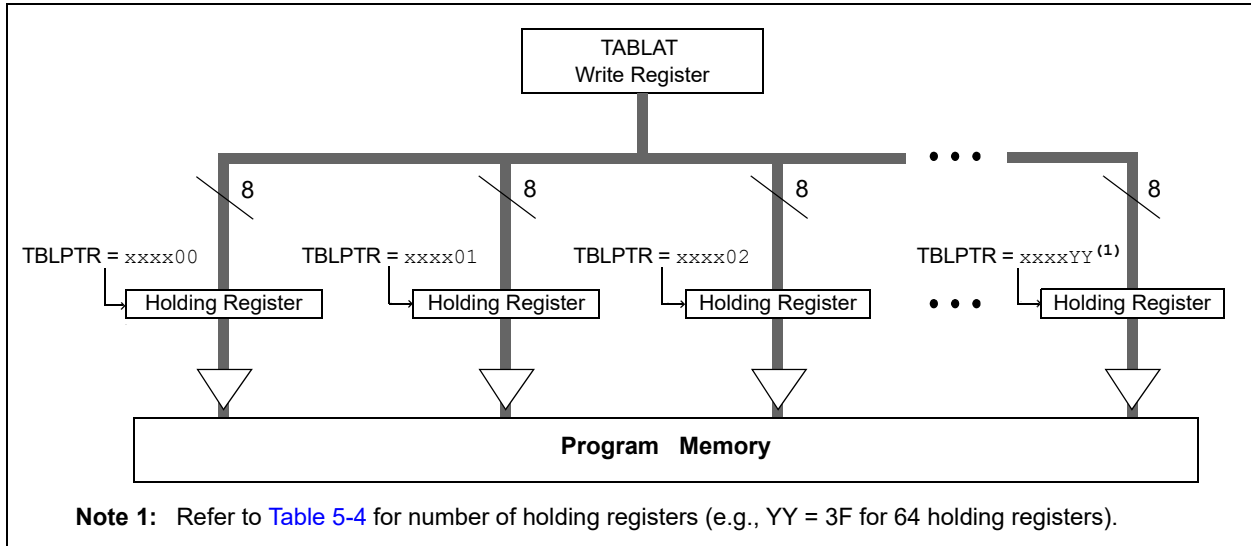 TABLAT
Write Register
8 8 8 8
TBLPTR = xxxx00 TBLPTR = xxxx01 TBLPTR = xxxx02 TBLPTR = xxxxYY(1)
Holding Register Holding Register Holding Register Holding Register
Program Memory
Note 1: Refer to Table 5-4 for number of holding registers (e.g., YY = 3F for 64 holding registers).